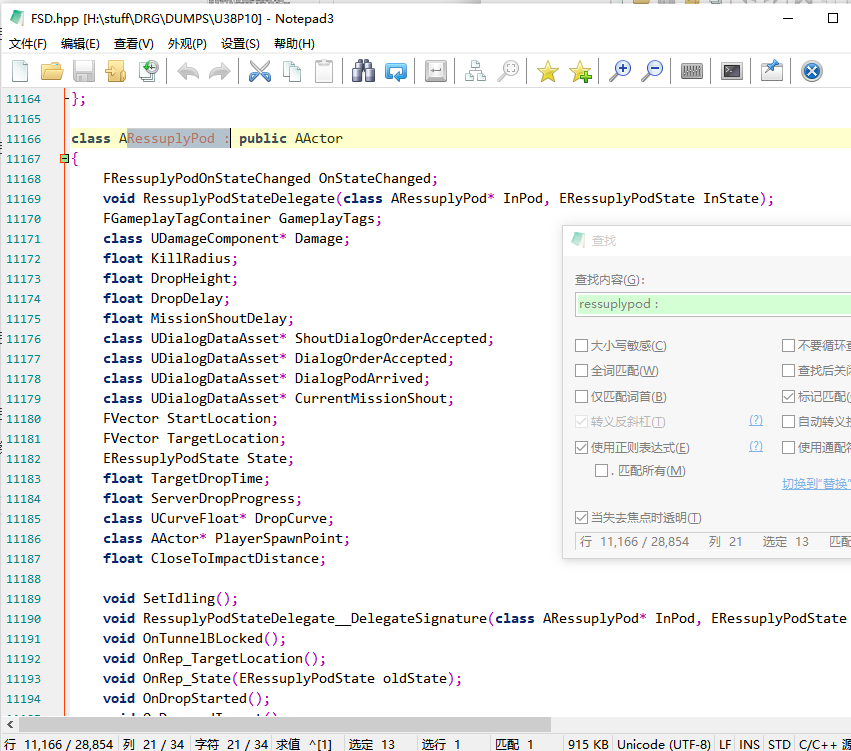 FSD.hpp [H:\stuff\DRG\DUMPS\U38P10] - Notepad3
文件(F) 编辑(E) 查看(V) 外观(P) 设置(S) 帮助(H)
11164 };
11165
11166 class ARessuplyPod : public AActor
11167 {
11168 FRessuplyPodOnStateChanged OnStateChanged;
11169 void RessuplyPodStateDelegate(class ARessuplyPod* InPod, ERessuplyPodState InState);
11170 FGameplayTagContainer GameplayTags;
11171 class UDamageComponent* Damage;
11172 float KillRadius;
11173 float DropHeight;
11174 float DropDelay;
11175 float MissionShoutDelay;
11176 class UDialogDataAsset* ShoutDialogOrderAccepted;
11177 class UDialogDataAsset* DialogOrderAccepted;
11178 class UDialogDataAsset* DialogPodArrived;
11179 class UDialogDataAsset* CurrentMissionShout;
11180 FVector StartLocation;
11181 FVector TargetLocation;
11182 ERessuplyPodState State;
11183 float TargetDropTime;
11184 float ServerDropProgress;
11185 class UCurveFloat* DropCurve;
11186 class AActor* PlayerSpawnPoint;
11187 float CloseToImpactDistance;
11188
11189 void SetIdling();
11190 void RessuplyPodStateDelegate__DelegateSignature(class ARessuplyPod* InPod, ERessuplyPodState
11191 void OnTunnelBLocked();
11192 void OnRep_TargetLocation();
11193 void OnRep_State(ERessuplyPodState oldState);
11194 void OnDropStarted();
查找
查找内容(G):
ressuplypod :
大小写敏感(C) 不要循环查
全词匹配(W) 查找后关闭
仅匹配词首(B) 标记匹配(
转义反斜杠(T) (?) 自动转义
使用正则表达式(E) (?) 使用通配符
. 匹配所有(M)
切换到"替换"
当失去焦点时透明(T)
行 11,166 / 28,854 列 21 选定 13 匹配
行 11,166 / 28,854 列 21 / 34 字符 21 / 34 求值 ^[1] 选定 13 选行 1 匹配 1 915 KB Unicode (UTF-8) LF INS STD C/C++ 源